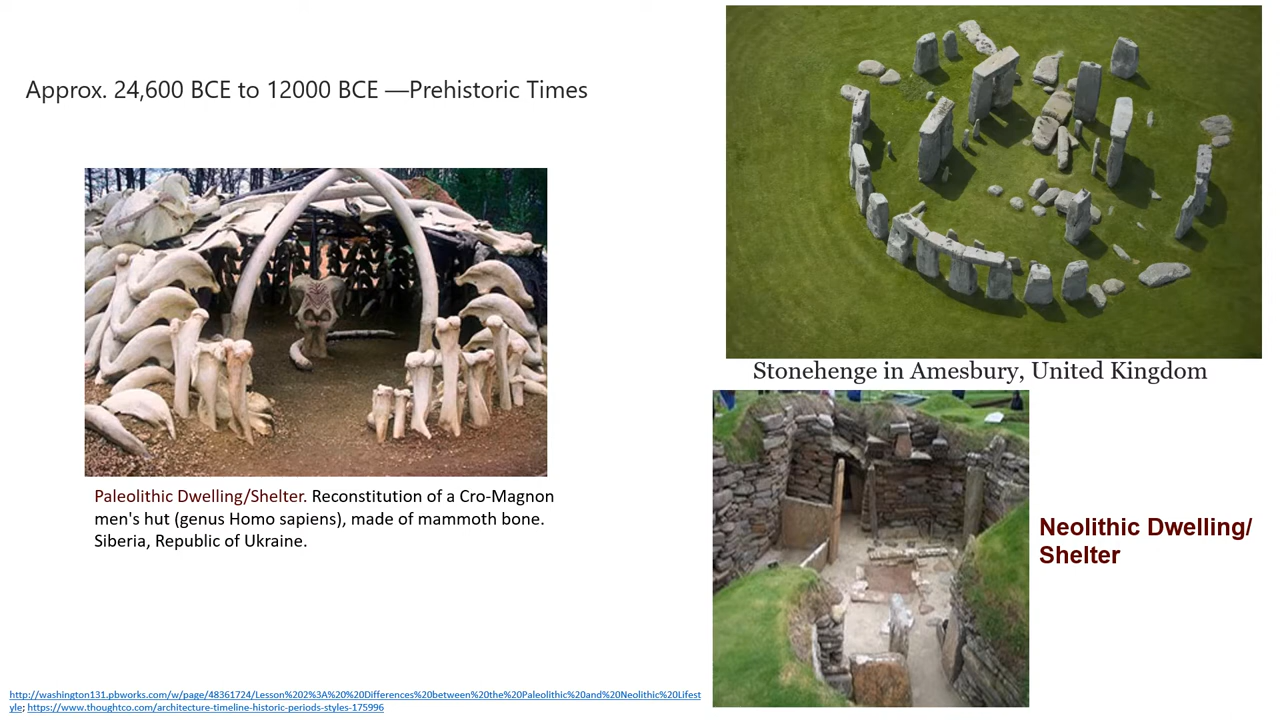 Approx. 24,600 BCE to 12000 BCE —Prehistoric Times
Paleolithic Dwelling/Shelter. Reconstitution of a Cro-Magnon
men's hut (genus Homo sapiens), made of mammoth bone.
Siberia, Republic of Ukraine.
Stonehenge in Amesbury, United Kingdom
Neolithic Dwelling/
Shelter
http://washington131.pbworks.com/w/page/48361724/Lesson%202%3A%20%20Differences%20between%20the%20Paleolithic%20and%20Neolithic%20Lifest
yle; https://www.thoughtco.com/architecture-timeline-historic-periods-styles-175996